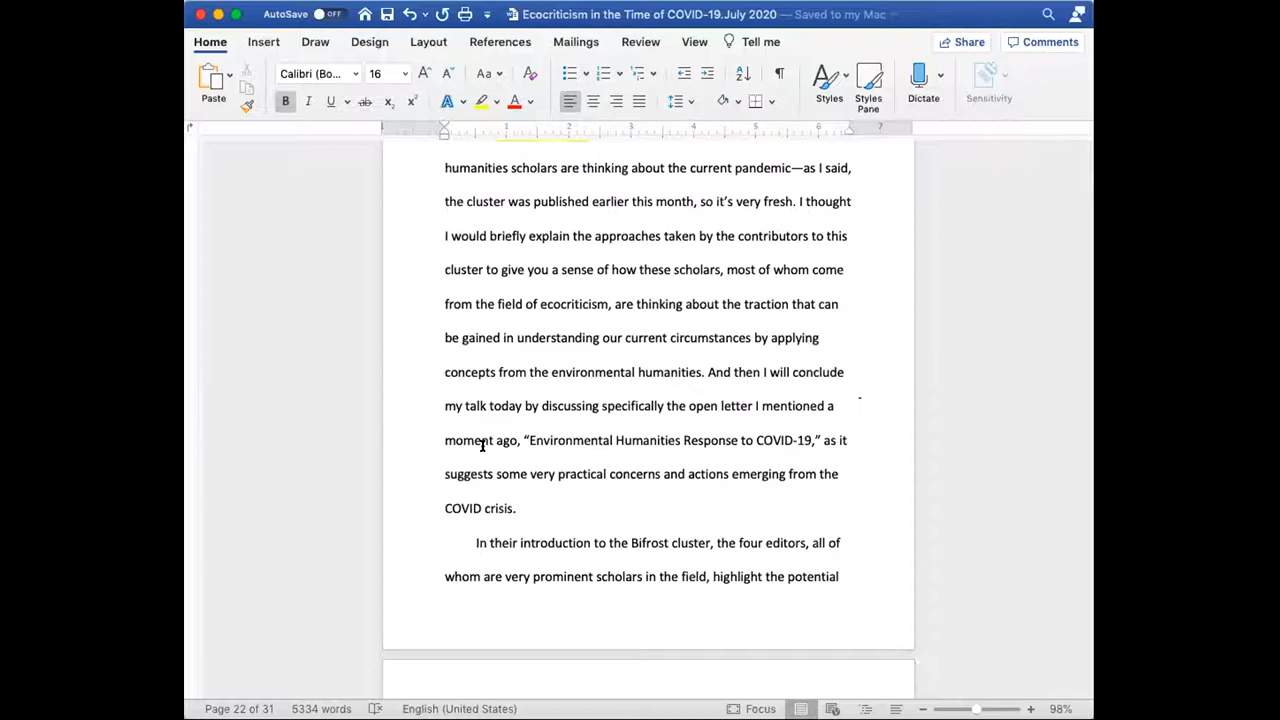 AutoSave OFF Ecocriticism in the Time of COVID-19.July 2020 — Saved to my Mac
Home Insert Draw Design Layout References Mailings Review View Tell me Share Comments
Paste Calibri (Bo... 16 Styles Styles Pane Dictate Sensitivity
1 1 2 3 4 5 6 7
humanities scholars are thinking about the current pandemic—as I said,
the cluster was published earlier this month, so it’s very fresh. I thought
I would briefly explain the approaches taken by the contributors to this
cluster to give you a sense of how these scholars, most of whom come
from the field of ecocriticism, are thinking about the traction that can
be gained in understanding our current circumstances by applying
concepts from the environmental humanities. And then I will conclude
my talk today by discussing specifically the open letter I mentioned a
moment ago, “Environmental Humanities Response to COVID-19,” as it
suggests some very practical concerns and actions emerging from the
COVID crisis.
In their introduction to the Bifrost cluster, the four editors, all of
whom are very prominent scholars in the field, highlight the potential
Page 22 of 31 5334 words English (United States) Focus 98%